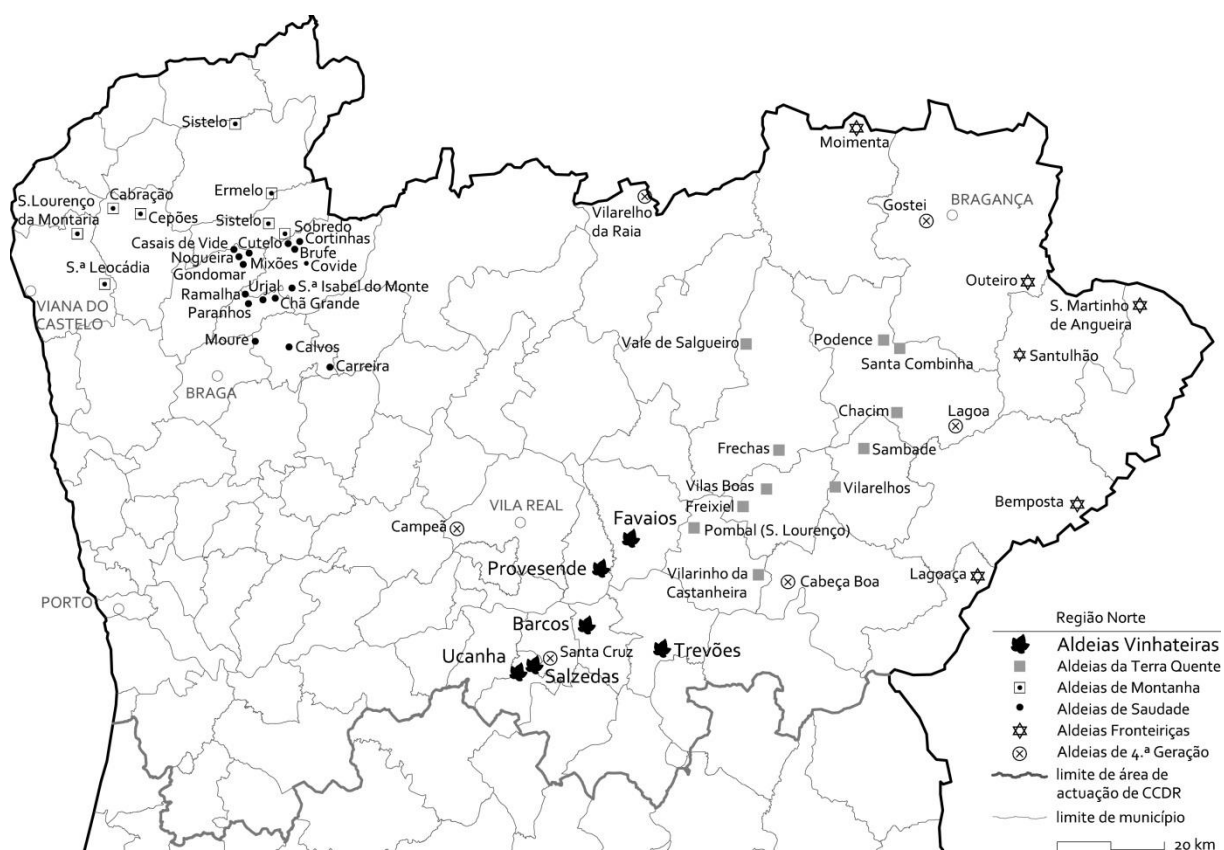 Sistelo
Moimenta
Ermelo
S.Lourenço
da Montaria
Cabração
Cepões
Vilarelho
da Raia
Gostei
BRAGANÇA
Sistelo
Sobredo
Casais de Vide
Cutelo
Cortinhas
Nogueira
Brufe
Gondomar
Mixões
Covide
S.ª Leocádia
Outeiro
VIANA DO
CASTELO
Ramalha
Urjal
S.ª Isabel do Monte
Paranhos
Chã Grande
S. Martinho
de Angueira
Moure
Calvos
Vale de Salgueiro
Podence
Santa Combinha
Santulhão
Carreira
BRAGA
Chacim
Lagoa
Frechas
Sambade
Vilas Boas
Vilarelhos
Freixiel
Bemposta
Campeã
VILA REAL
Favaios
Pombal (S. Lourenço)
Provesende
Vilarinho da
Castanheira
Cabeça Boa
Lagoaça
PORTO
Barcos
Trevões
Ucanha
Santa Cruz
Salzedas
Região Norte
Aldeias Vinhateiras
Aldeias da Terra Quente
Aldeias de Montanha
Aldeias de Saudade
Aldeias Fronteiriças
Aldeias de 4.ª Geração
limite de área de
actuação de CCDR
limite de município
20 km